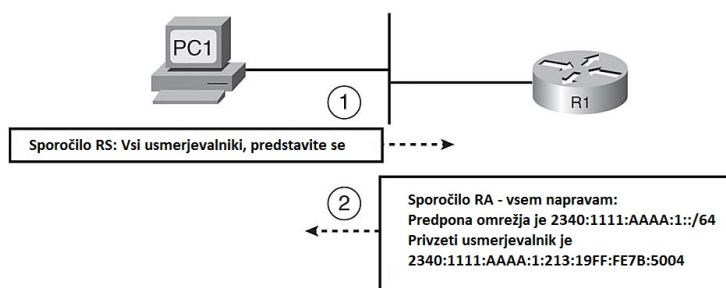 PC1
R1
1
Sporočilo RS: Vsi usmerjevalniki, predstavite se
2
Sporočilo RA - vsem napravam:
Predpona omrežja je 2340:1111:AAAA:1::/64
Privzeti usmerjevalnik je
2340:1111:AAAA:1:213:19FF:FE7B:5004